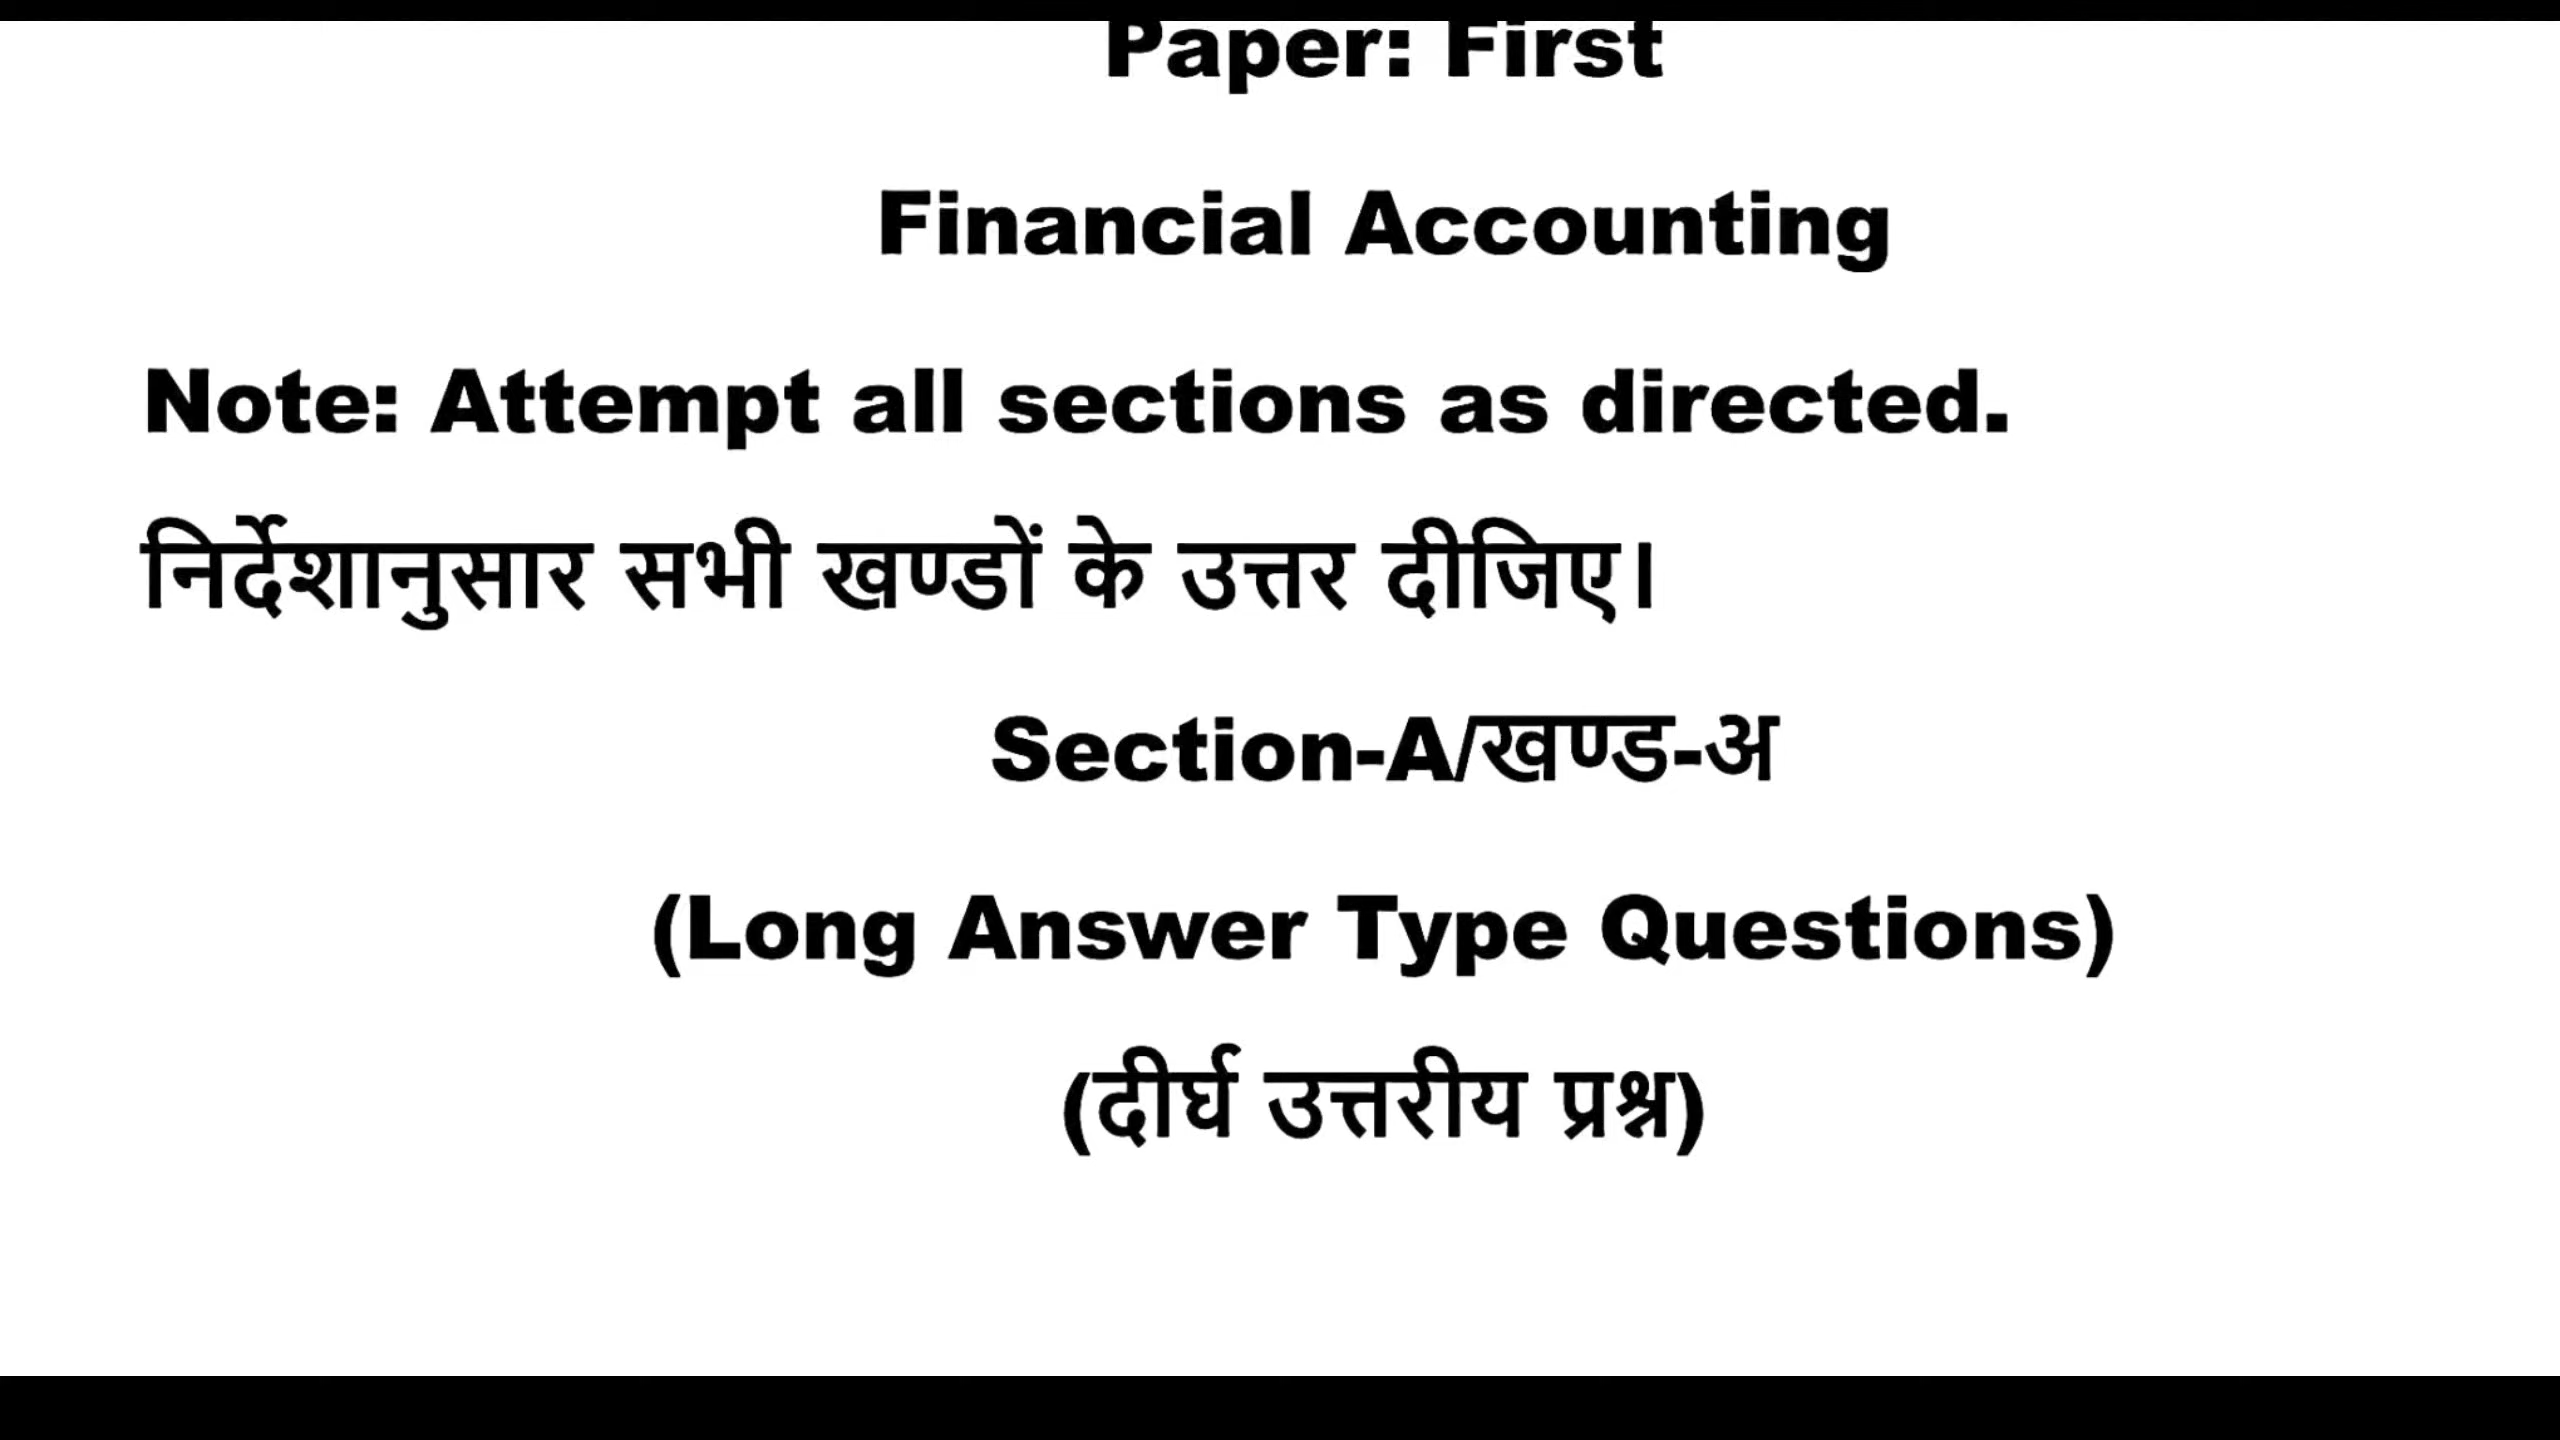 Paper: First
Financial Accounting
Note: Attempt all sections as directed.
निर्देशानुसार सभी खण्डों के उत्तर दीजिए।
Section-A/खण्ड-अ
(Long Answer Type Questions)
(दीर्घ उत्तरीय प्रश्न)